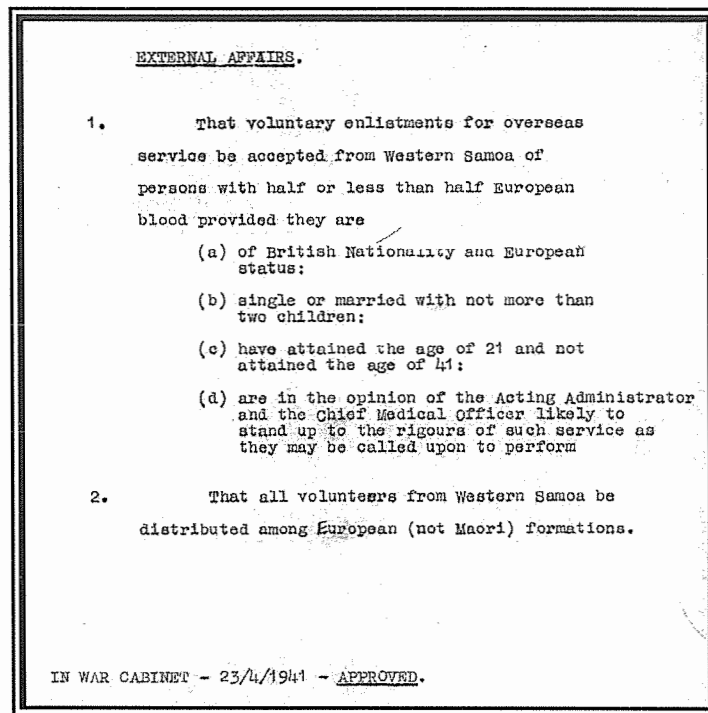 EXTERNAL AFFAIRS.
1. That voluntary enlistments for overseas
service be accepted from Western Samoa of
persons with half or less than half European
blood provided they are
(a) of British Nationality and European
status:
(b) single or married with not more than
two children:
(c) have attained the age of 21 and not
attained the age of 41:
(d) are in the opinion of the Acting Administrator
and the Chief Medical Officer likely to
stand up to the rigours of such service as
they may be called upon to perform
2. That all volunteers from Western Samoa be
distributed among European (not Maori) formations.
IN WAR CABINET - 23/4/1941 - APPROVED.